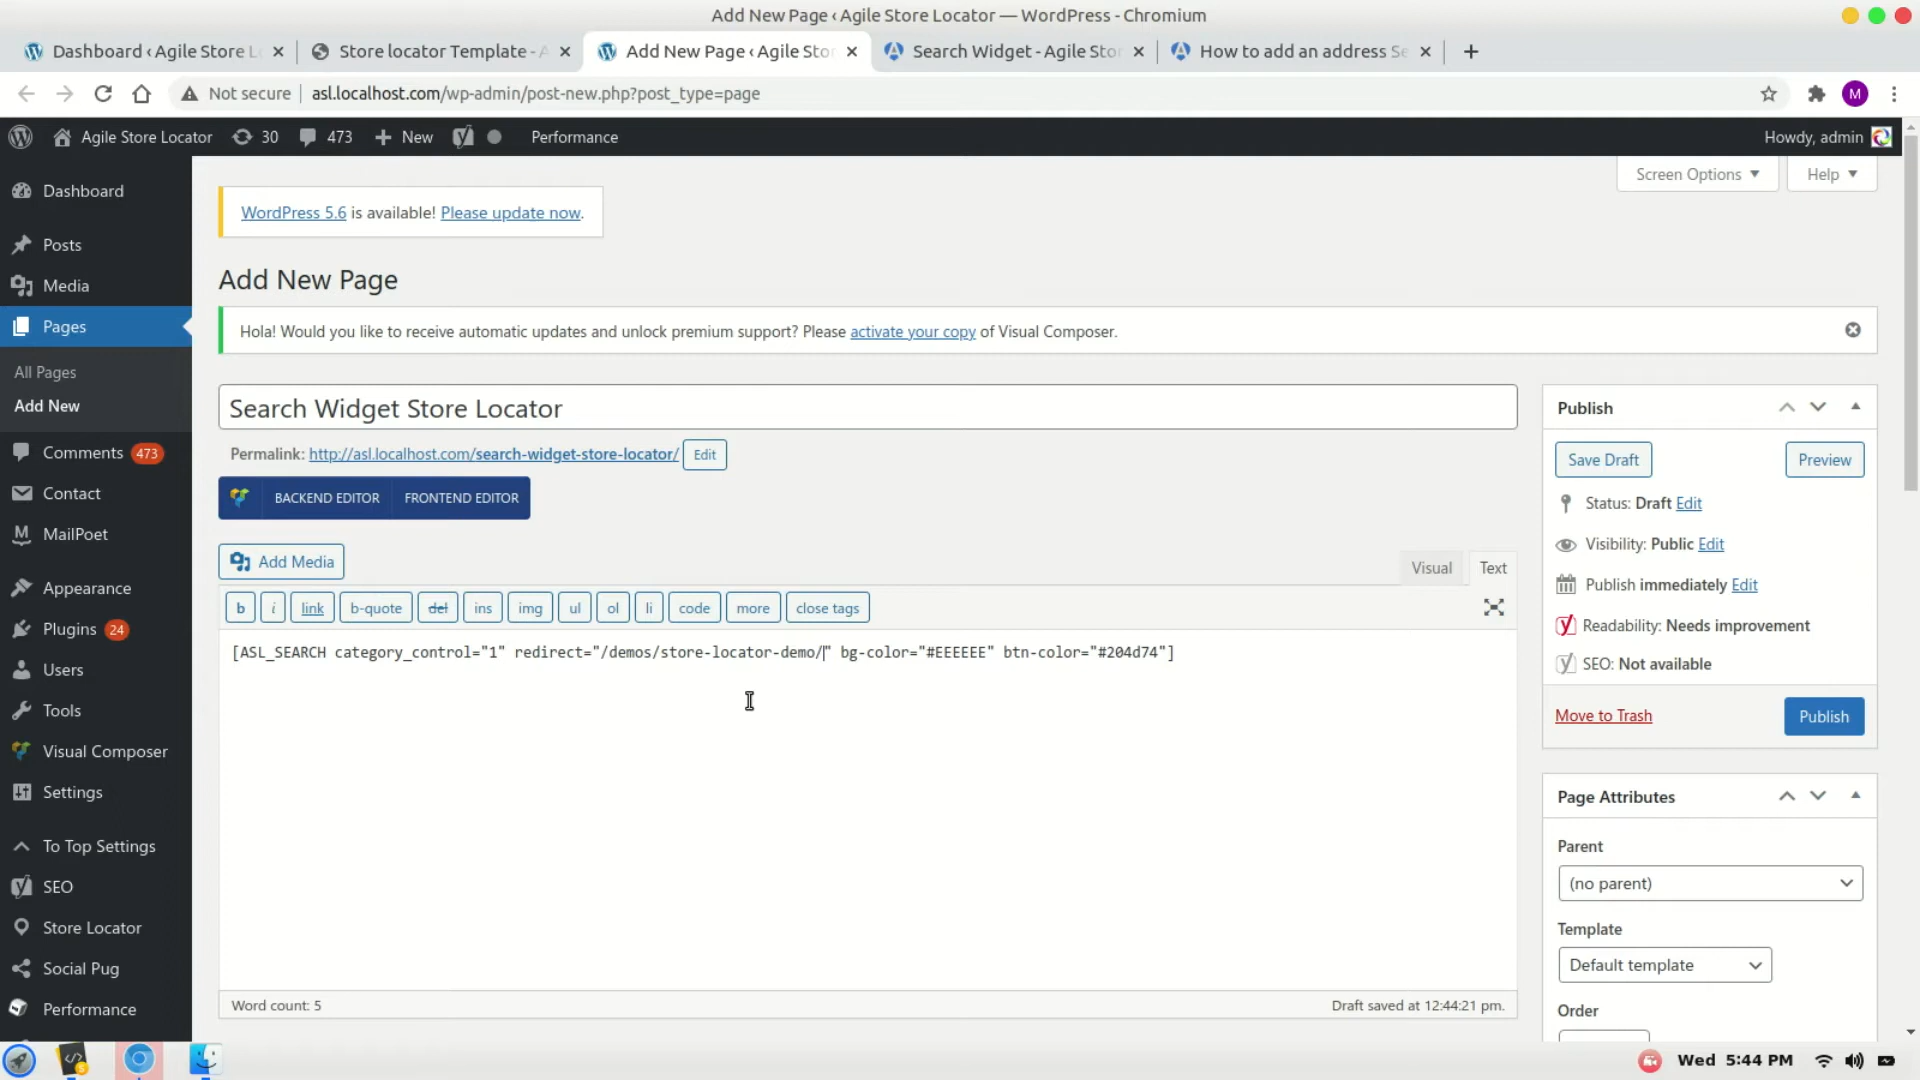 Add New Page ‹ Agile Store Locator — WordPress - Chromium
Dashboard ‹ Agile Store L
Store locator Template - A
Add New Page ‹ Agile Stor
Search Widget - Agile Stor
How to add an address Se
Not secure
asl.localhost.com/wp-admin/post-new.php?post_type=page
M
Agile Store Locator
30
473
New
Performance
Howdy, admin
Screen Options
Help
Dashboard
Posts
Media
Pages
All Pages
Add New
Comments 473
Contact
MailPoet
Appearance
Plugins 24
Users
Tools
Visual Composer
Settings
To Top Settings
SEO
Store Locator
Social Pug
Performance
WordPress 5.6 is available! Please update now.
Add New Page
Hola! Would you like to receive automatic updates and unlock premium support? Please activate your copy of Visual Composer.
Search Widget Store Locator
Permalink: http://asl.localhost.com/search-widget-store-locator/ Edit
BACKEND EDITOR FRONTEND EDITOR
Add Media
Visual Text
b i link b-quote del ins img ul ol li code more close tags
[ASL_SEARCH category_control="1" redirect="/demos/store-locator-demo/" bg-color="#EEEEEE" btn-color="#204d74"]
Word count: 5
Draft saved at 12:44:21 pm.
Publish
Save Draft
Preview
Status: Draft Edit
Visibility: Public Edit
Publish immediately Edit
Readability: Needs improvement
SEO: Not available
Move to Trash
Publish
Page Attributes
Parent
(no parent)
Template
Default template
Order
Wed 5:44 PM